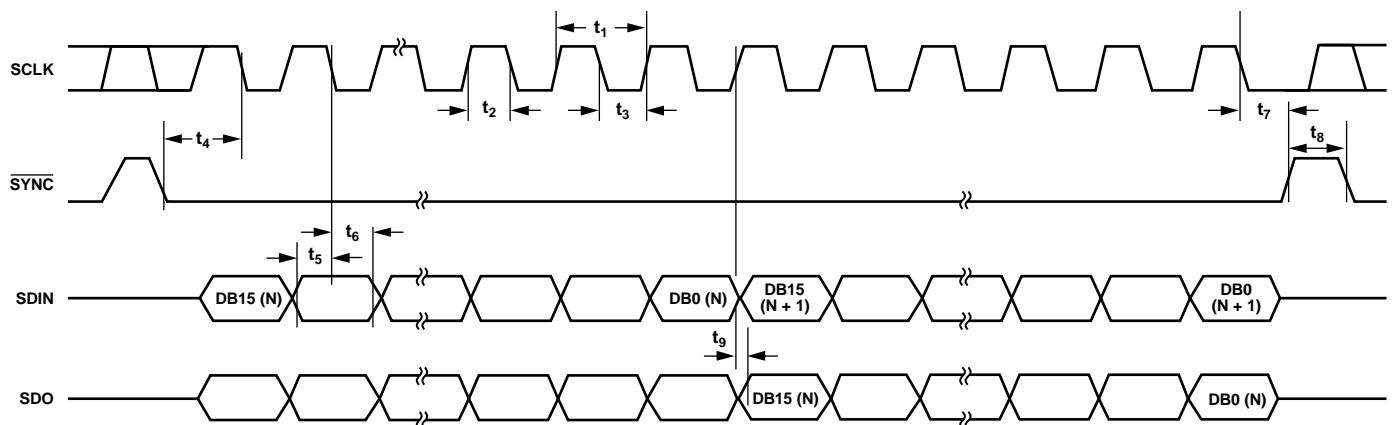 t1
SCLK
t2
t3
t7
t4
t8
SYNC
t6
t5
SDIN
DB15 (N)
DB0 (N)
DB15
(N + 1)
DB0
(N + 1)
t9
SDO
DB15 (N)
DB0 (N)